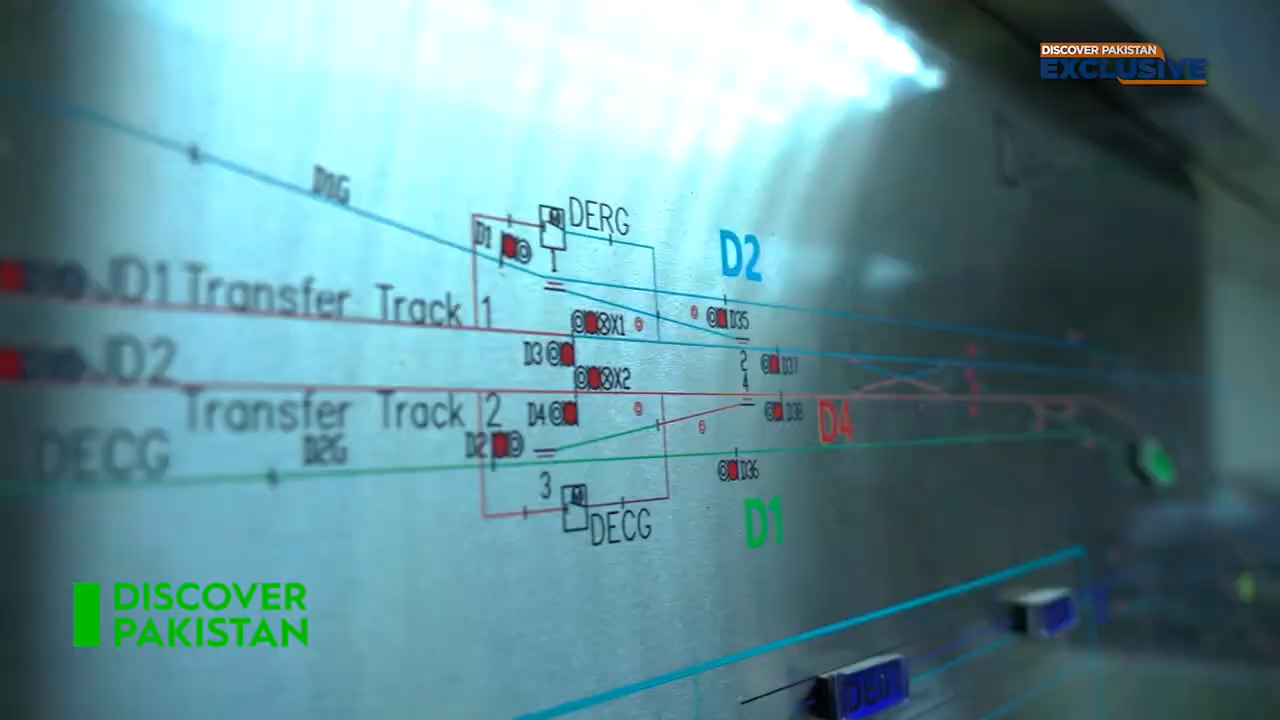 DISCOVER PAKISTAN
EXCLUSIVE
D1G
DERG
D1
1
D2
JD1 Transfer Track 1
X1
D35
D3
2
D37
JD2
X2
4
Transfer Track 2
D4
D38
D4
DECG
D2G
D2
D36
3
DECG
D1
DISCOVER
PAKISTAN